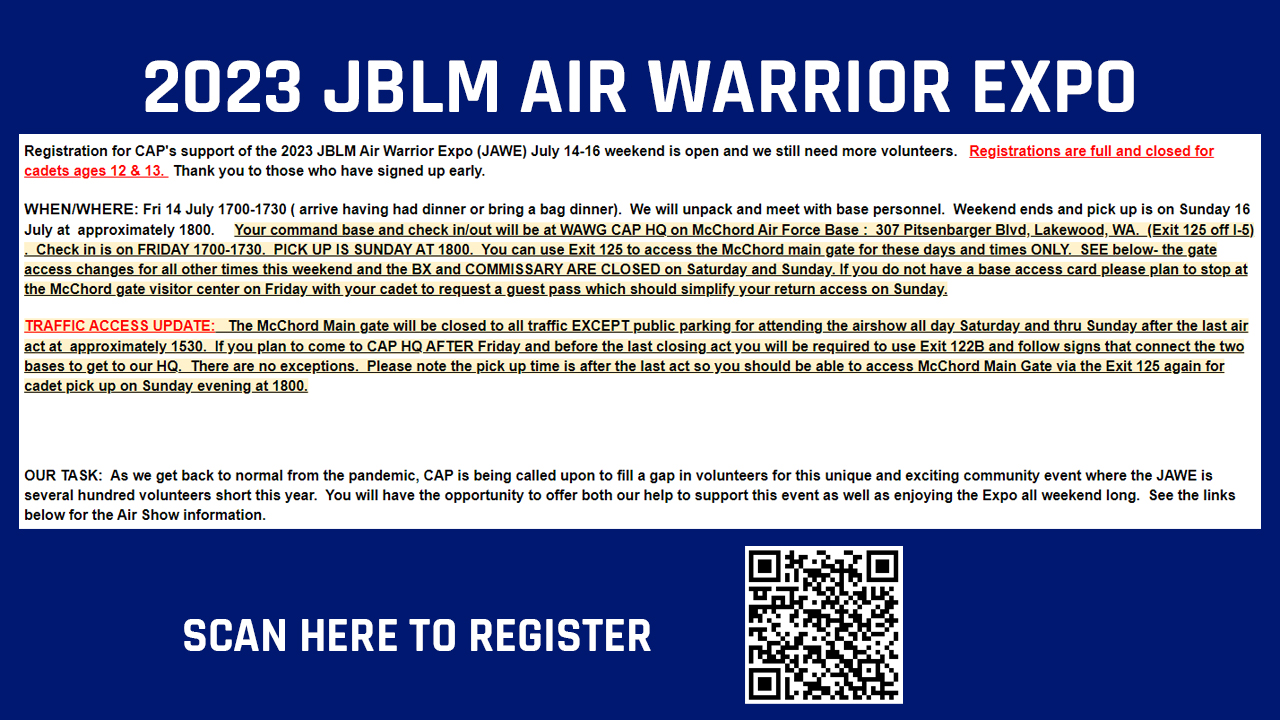 2023 JBLM AIR WARRIOR EXPO
Registration for CAP's support of the 2023 JBLM Air Warrior Expo (JAWE) July 14-16 weekend is open and we still need more volunteers.   Registrations are full and closed for
cadets ages 12 & 13.  Thank you to those who have signed up early.
WHEN/WHERE: Fri 14 July 1700-1730 ( arrive having had dinner or bring a bag dinner).  We will unpack and meet with base personnel.  Weekend ends and pick up is on Sunday 16
July at  approximately 1800.    Your command base and check in/out will be at WAWG CAP HQ on McChord Air Force Base :  307 Pitsenbarger Blvd, Lakewood, WA.  (Exit 125 off I-5)
.  Check in is on FRIDAY 1700-1730.  PICK UP IS SUNDAY AT 1800.  You can use Exit 125 to access the McChord main gate for these days and times ONLY.  SEE below- the gate
access changes for all other times this weekend and the BX and COMMISSARY ARE CLOSED on Saturday and Sunday. If you do not have a base access card please plan to stop at
the McChord gate visitor center on Friday with your cadet to request a guest pass which should simplify your return access on Sunday.
TRAFFIC ACCESS UPDATE:   The McChord Main gate will be closed to all traffic EXCEPT public parking for attending the airshow all day Saturday and thru Sunday after the last air
act at  approximately 1530.  If you plan to come to CAP HQ AFTER Friday and before the last closing act you will be required to use Exit 122B and follow signs that connect the two
bases to get to our HQ.  There are no exceptions.  Please note the pick up time is after the last act so you should be able to access McChord Main Gate via the Exit 125 again for
cadet pick up on Sunday evening at 1800.
OUR TASK:  As we get back to normal from the pandemic, CAP is being called upon to fill a gap in volunteers for this unique and exciting community event where the JAWE is
several hundred volunteers short this year.  You will have the opportunity to offer both our help to support this event as well as enjoying the Expo all weekend long.  See the links
below for the Air Show information.
SCAN HERE TO REGISTER